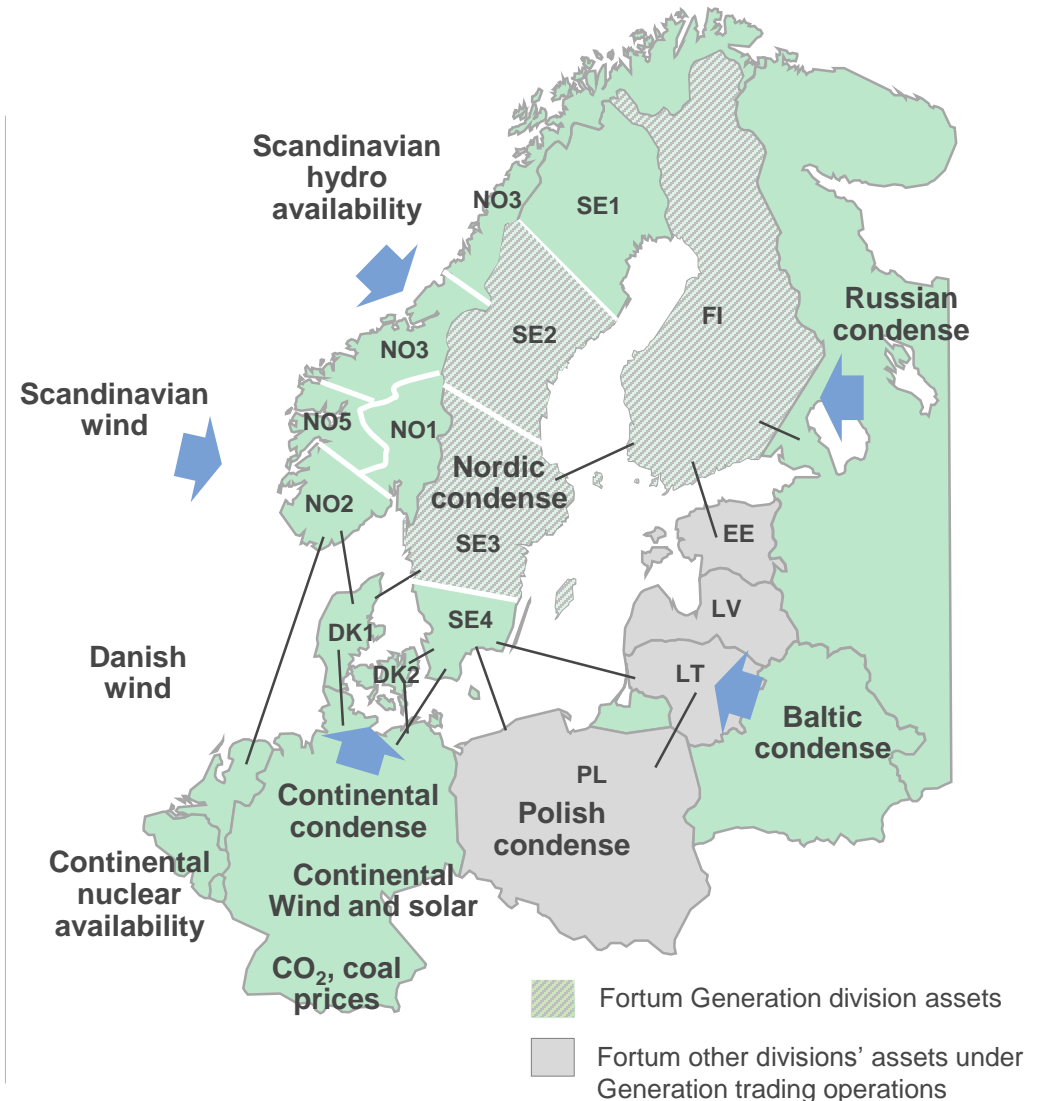 Scandinavian
hydro
availability
NO3
SE1
Russian
condense
FI
SE2
NO3
Scandinavian
wind
NO5
NO1
Nordic
condense
NO2
SE3
EE
LV
SE4
DK1
Danish
wind
DK2
LT
Baltic
condense
PL
Polish
condense
Continental
condense
Continental
nuclear
availability
Continental
Wind and solar
CO₂, coal
prices
Fortum Generation division assets
Fortum other divisions’ assets under
Generation trading operations